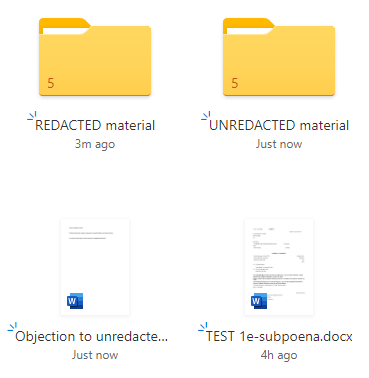 5
5
REDACTED material
UNREDACTED material
3m ago
Just now
W
W
Objection to unredacte...
TEST 1e-subpoena.docx
Just now
4h ago